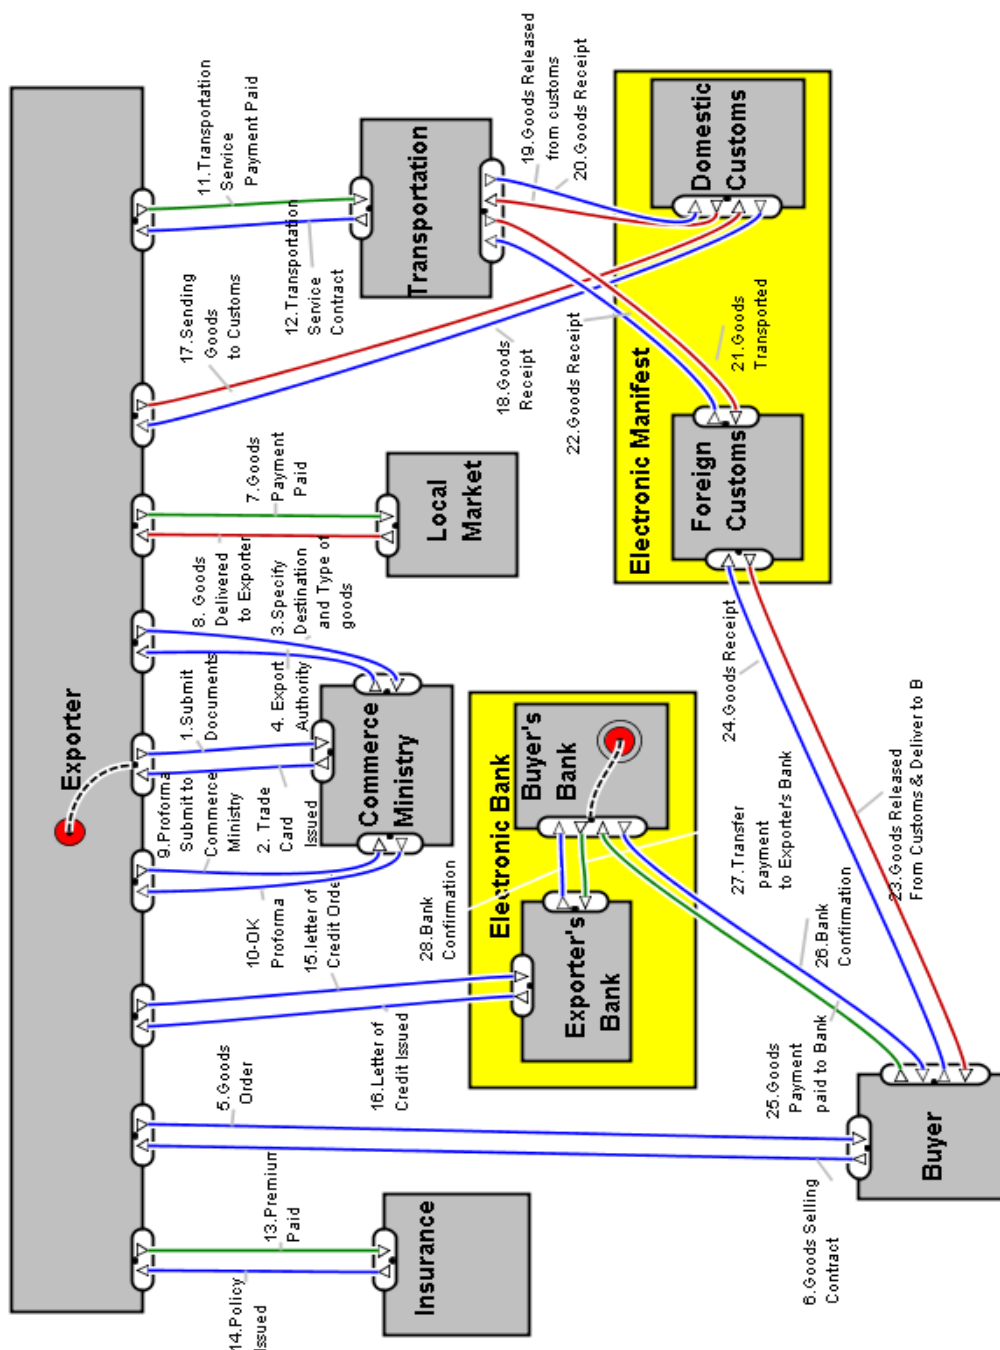 Exporter
11.Transportation
Service
Payment Paid
12.Transportation
Service
Contract
Transportation
19.Goods Released
from customs
20.Goods Receipt
Domestic
Customs
17.Sending
Goods
to Customs
18.Goods
Receipt
22.Goods Receipt
21.Goods
Transported
Electronic Manifest
Foreign
Customs
7.Goods
Payment
Paid
8. Goods
Delivered
to Exporter
Local
Market
3.Specify
Destination
and Type of
goods
4. Export
Authority
1.Submit
Documents
2. Trade
Card
Issued
Commerce
Ministry
9.Proforma
Submit to
Commerce
Ministry
10-OK
Proforma
15.letter of
Credit Order
16.Letter of
Credit Issued
Electronic Bank
Buyer's
Bank
Exporter's
Bank
28.Bank
Confirmation
27.Transfer
payment
to Exporter's Bank
24.Goods Receipt
23.Goods Released
From Customs & Deliver to B
26.Bank
Confirmation
25.Goods
Payment
paid to Bank
5.Goods
Order
6.Goods Selling
Contract
Buyer
13.Premium
Paid
14.Policy
Issued
Insurance